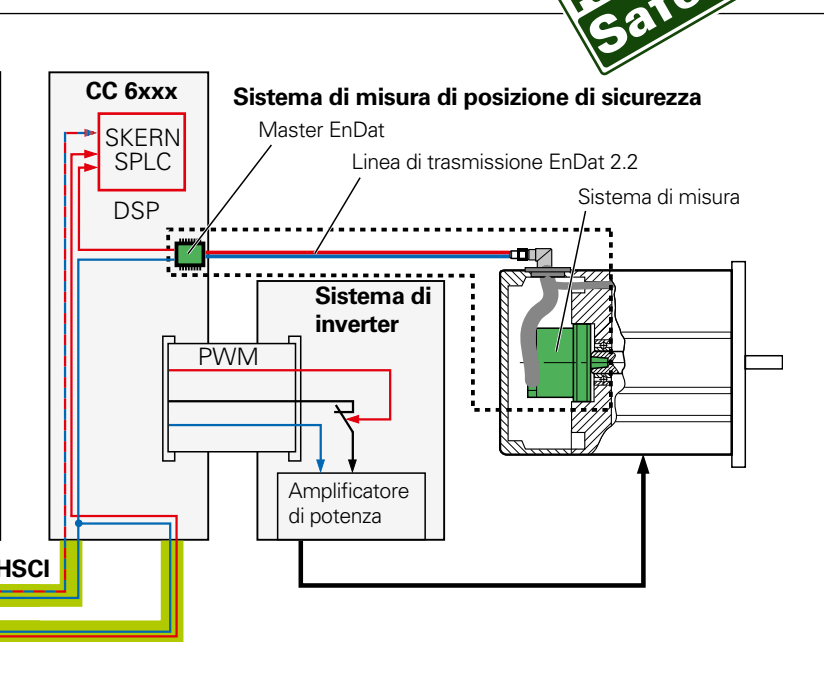 Safe
CC 6xxx
Sistema di misura di posizione di sicurezza
Master EnDat
SKERN
SPLC
Linea di trasmissione EnDat 2.2
Sistema di misura
DSP
Sistema di
inverter
PWM
Amplificatore
di potenza
HSCI